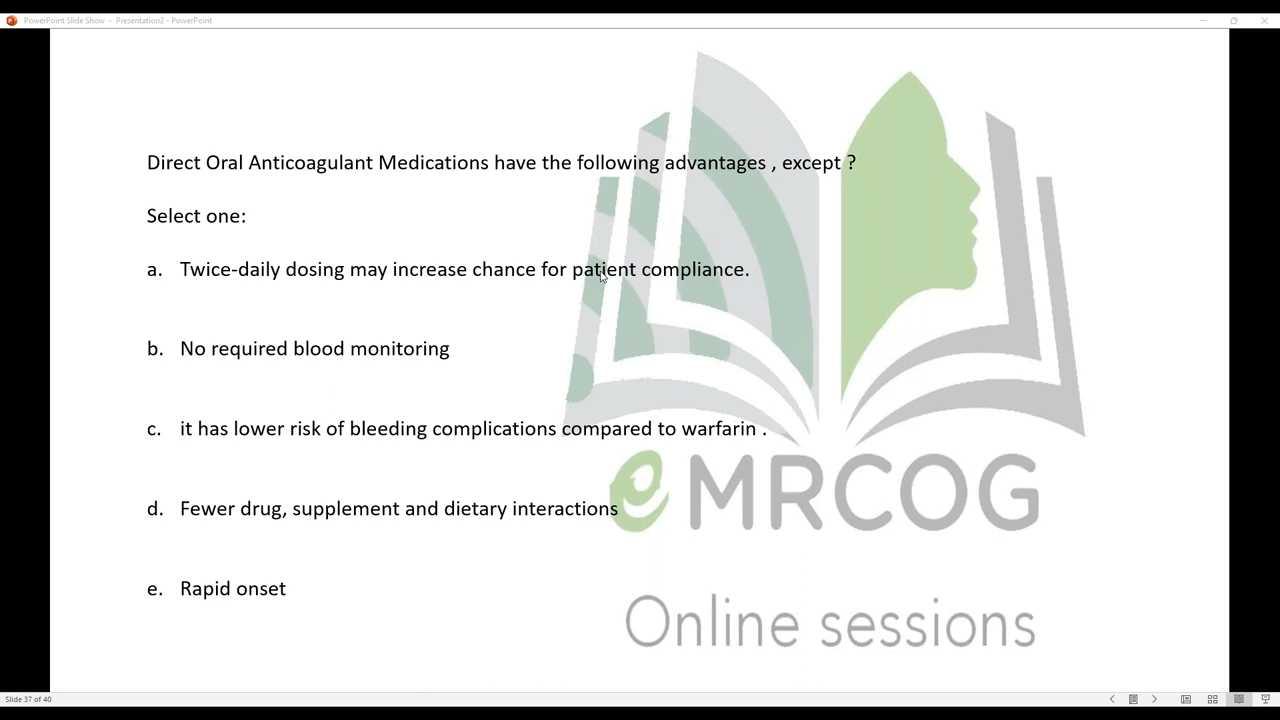 PowerPoint Slide Show - Presentation2 - PowerPoint
Direct Oral Anticoagulant Medications have the following advantages , except ?
Select one:
a. Twice-daily dosing may increase chance for patient compliance.
b. No required blood monitoring
c. it has lower risk of bleeding complications compared to warfarin .
d. Fewer drug, supplement and dietary interactions
e. Rapid onset
eMRCOG
Online sessions
Slide 37 of 40